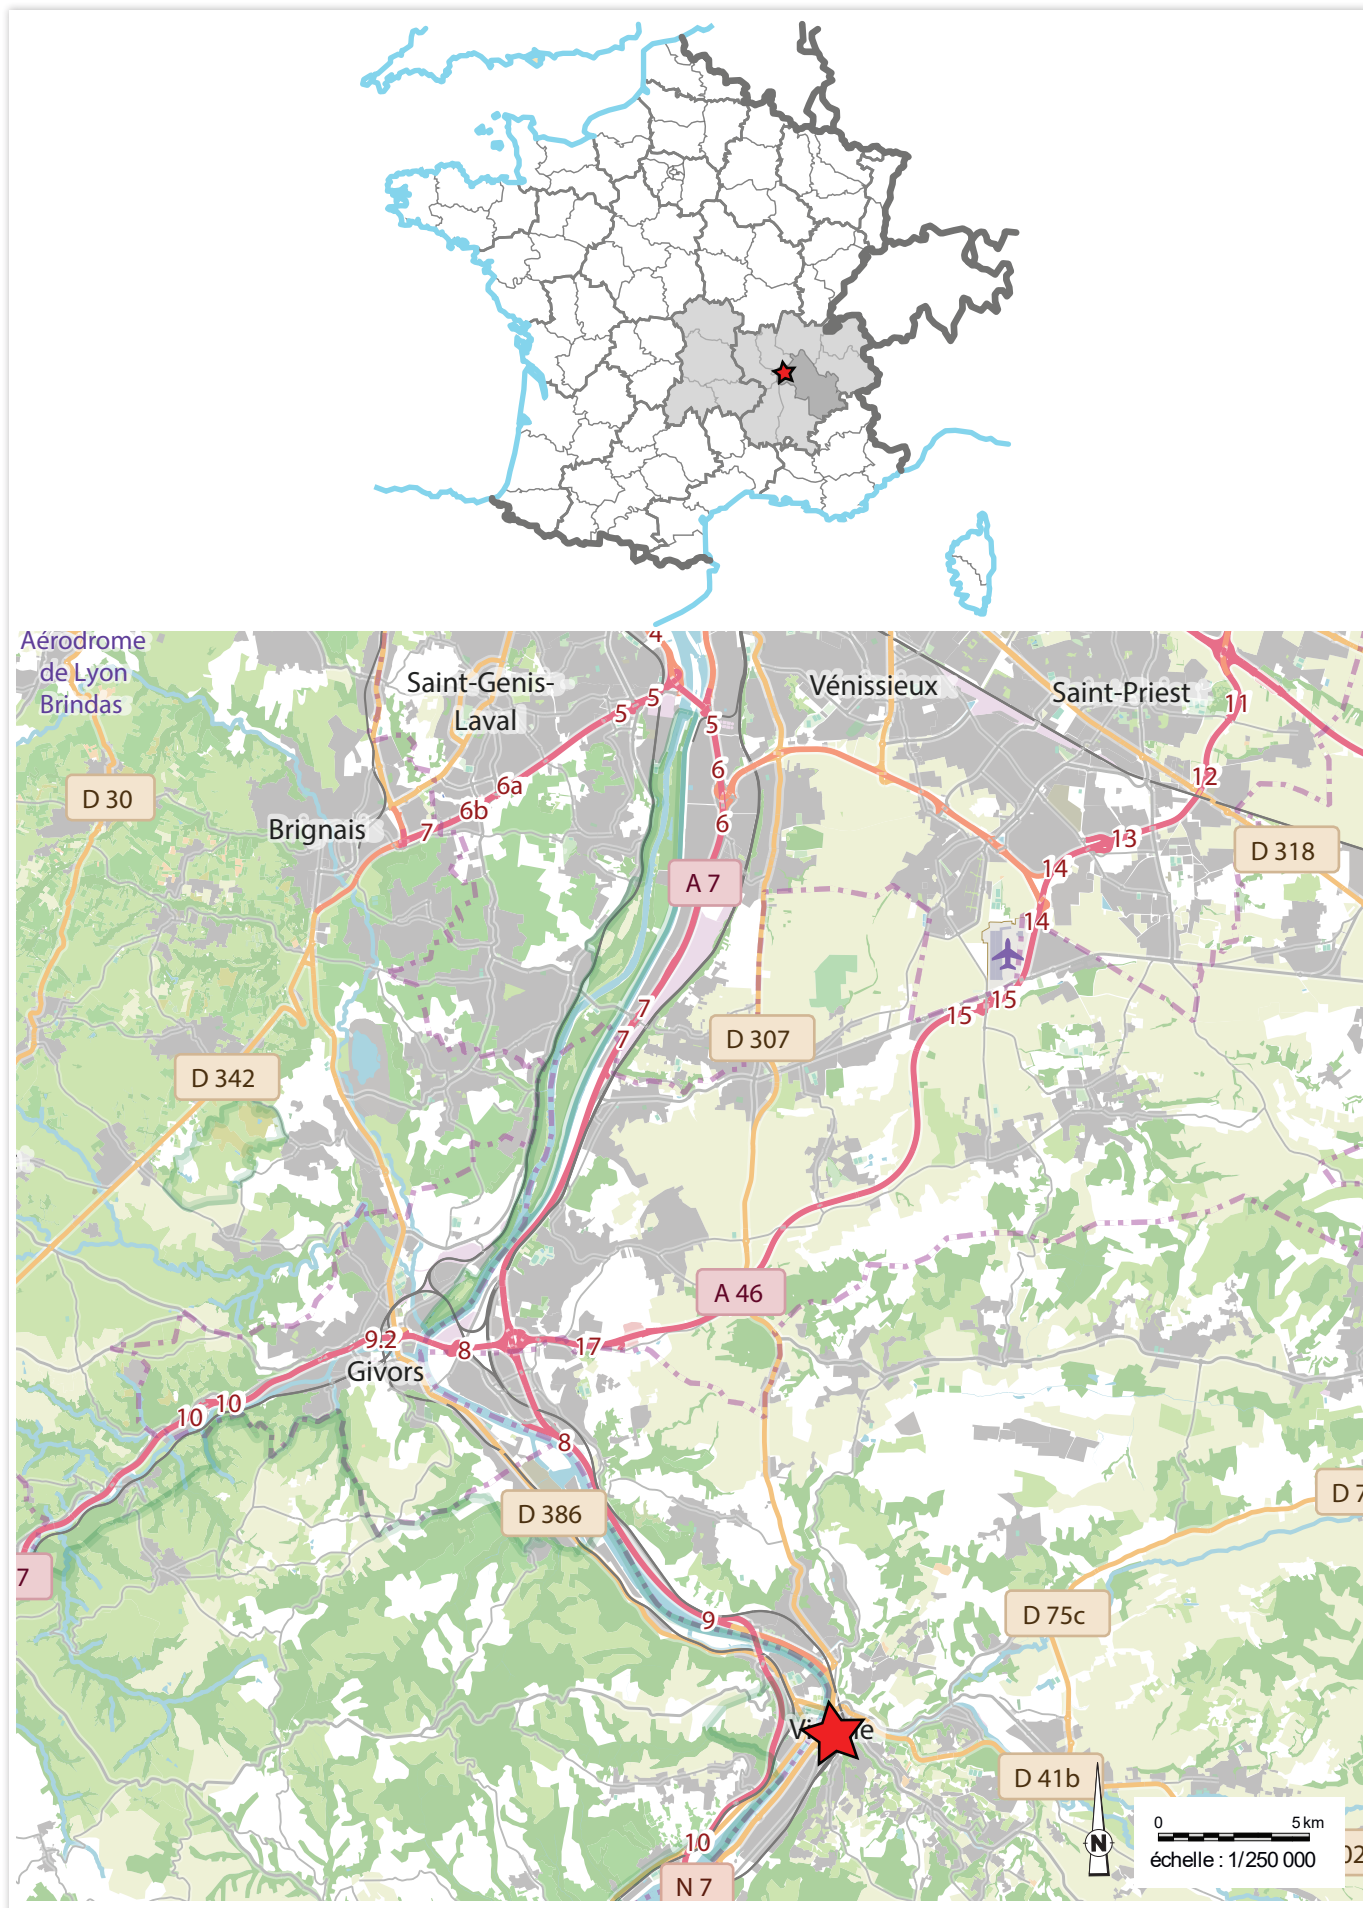 Aérodrome
de Lyon
Brindas
4
Saint-Genis-
Laval
Vénissieux
Saint-Priest
5
5
5
11
6
12
6a
6b
D 30
Brignais
7
6
13
D 318
14
A 7
14
7
15
15
7
D 307
D 342
A 46
9.2
8
17
Givors
10
10
8
D 7
D 386
7
9
D 75c
D 41b
10
N 7
N
0 5 km
échelle : 1/250 000
02